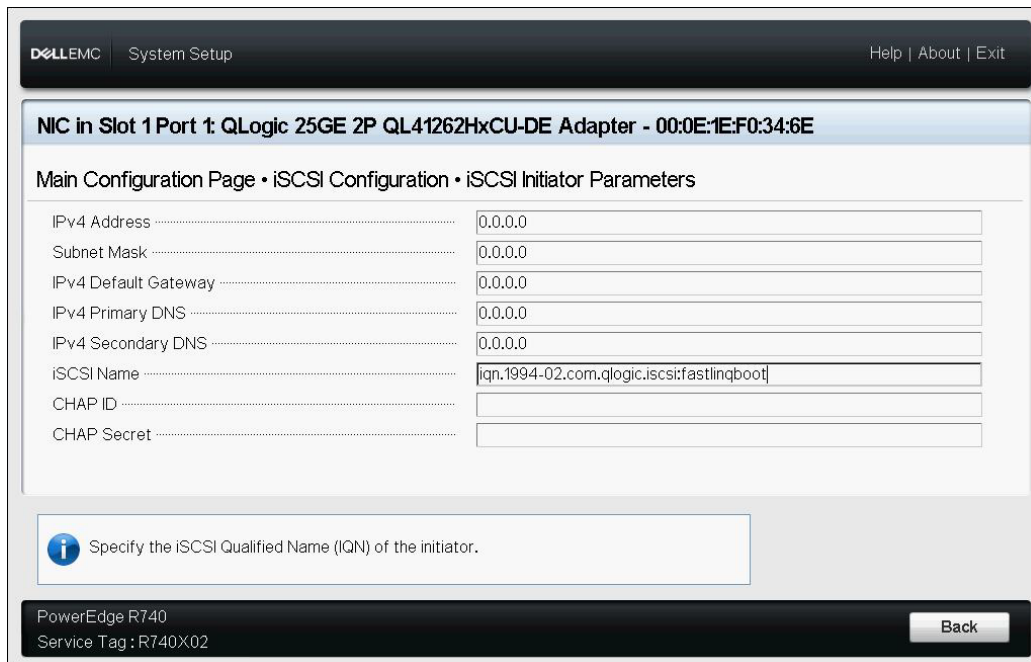 DELLEMC System Setup Help | About | Exit
NIC in Slot 1 Port 1: QLogic 25GE 2P QL41262HxCU-DE Adapter - 00:0E:1E:F0:34:6E
Main Configuration Page • iSCSI Configuration • iSCSI Initiator Parameters
IPv4 Address 0.0.0.0
Subnet Mask 0.0.0.0
IPv4 Default Gateway 0.0.0.0
IPv4 Primary DNS 0.0.0.0
IPv4 Secondary DNS 0.0.0.0
iSCSI Name iqn.1994-02.com.qlogic.iscsi:fastlinqboot
CHAP ID
CHAP Secret
Specify the iSCSI Qualified Name (IQN) of the initiator.
PowerEdge R740
Service Tag : R740X02
Back